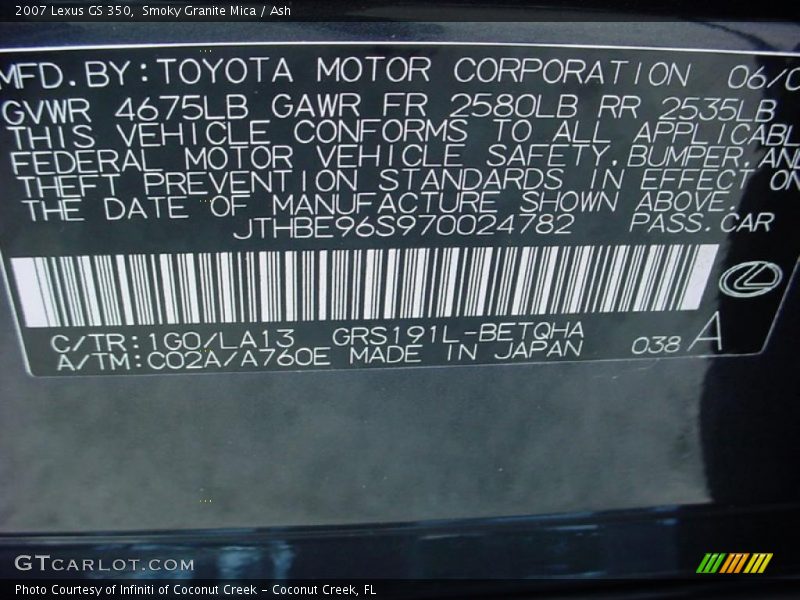 2007 Lexus GS 350, Smoky Granite Mica / Ash
MFD.BY:TOYOTA MOTOR CORPORATION 06/0
GVWR 4675LB GAWR FR 2580LB RR 2535LB
THIS VEHICLE CONFORMS TO ALL APPLICABL
FEDERAL MOTOR VEHICLE SAFETY,BUMPER,AND
THEFT PREVENTION STANDARDS IN EFFECT ON
THE DATE OF MANUFACTURE SHOWN ABOVE.
JTHBE96S970024782 PASS.CAR
C/TR:1G0/LA13 GRS191L-BETQHA
A/TM:C02A/A760E MADE IN JAPAN 038 A
GTCARLOT.COM
Photo Courtesy of Infiniti of Coconut Creek – Coconut Creek, FL